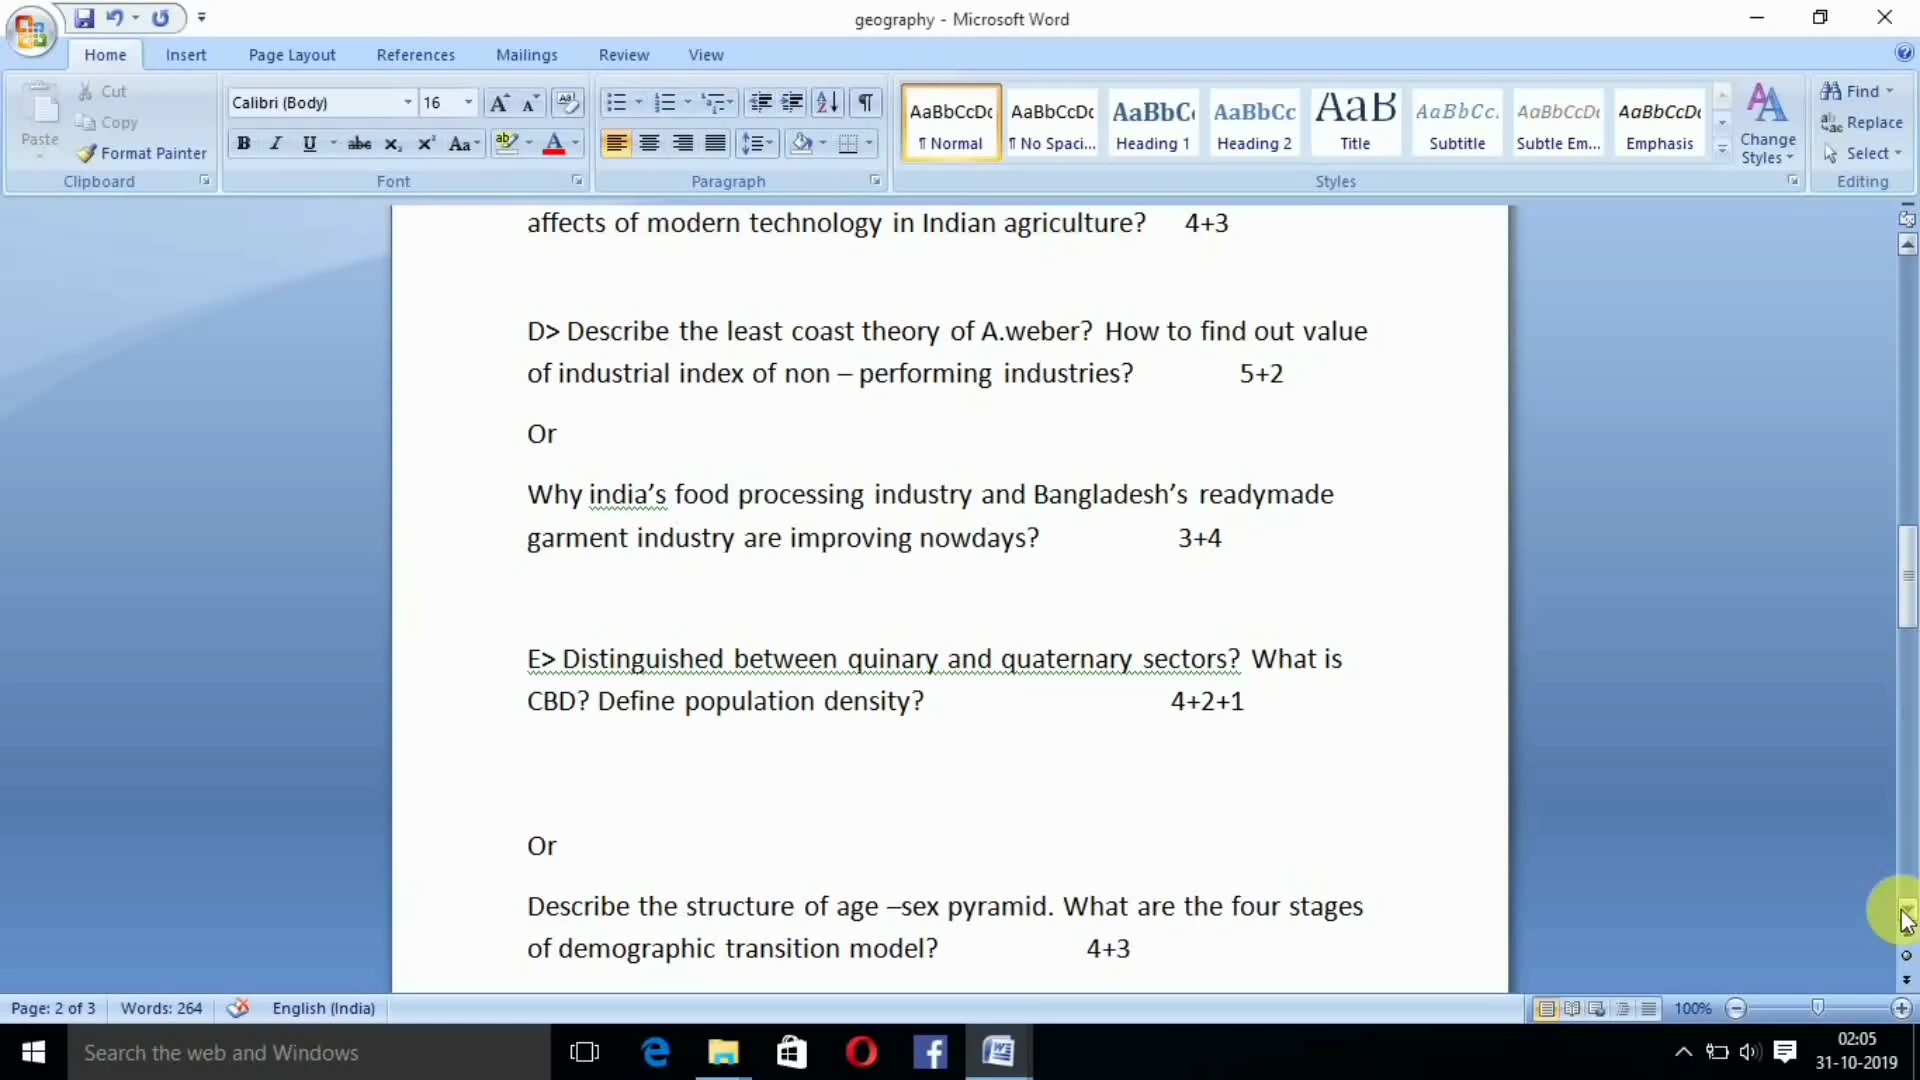 geography - Microsoft Word
Home Insert Page Layout References Mailings Review View
Paste
Cut
Copy
Format Painter
Clipboard
Calibri (Body) 16
B I U abc x₂ x² Aa A
Font
Paragraph
AaBbCcDc AaBbCcDc AaBbC AaBbCc AaB AaBbCc. AaBbCcDc AaBbCcDc
¶ Normal ¶ No Spaci... Heading 1 Heading 2 Title Subtitle Subtle Em... Emphasis
Styles
Change Styles
Find
Replace
Select
Editing
affects of modern technology in Indian agriculture? 4+3
D> Describe the least coast theory of A.weber? How to find out value
of industrial index of non – performing industries? 5+2
Or
Why india’s food processing industry and Bangladesh’s readymade
garment industry are improving nowdays? 3+4
E> Distinguished between quinary and quaternary sectors? What is
CBD? Define population density? 4+2+1
Or
Describe the structure of age –sex pyramid. What are the four stages
of demographic transition model? 4+3
Page: 2 of 3 Words: 264 English (India) 100%
Search the web and Windows
02:05
31-10-2019